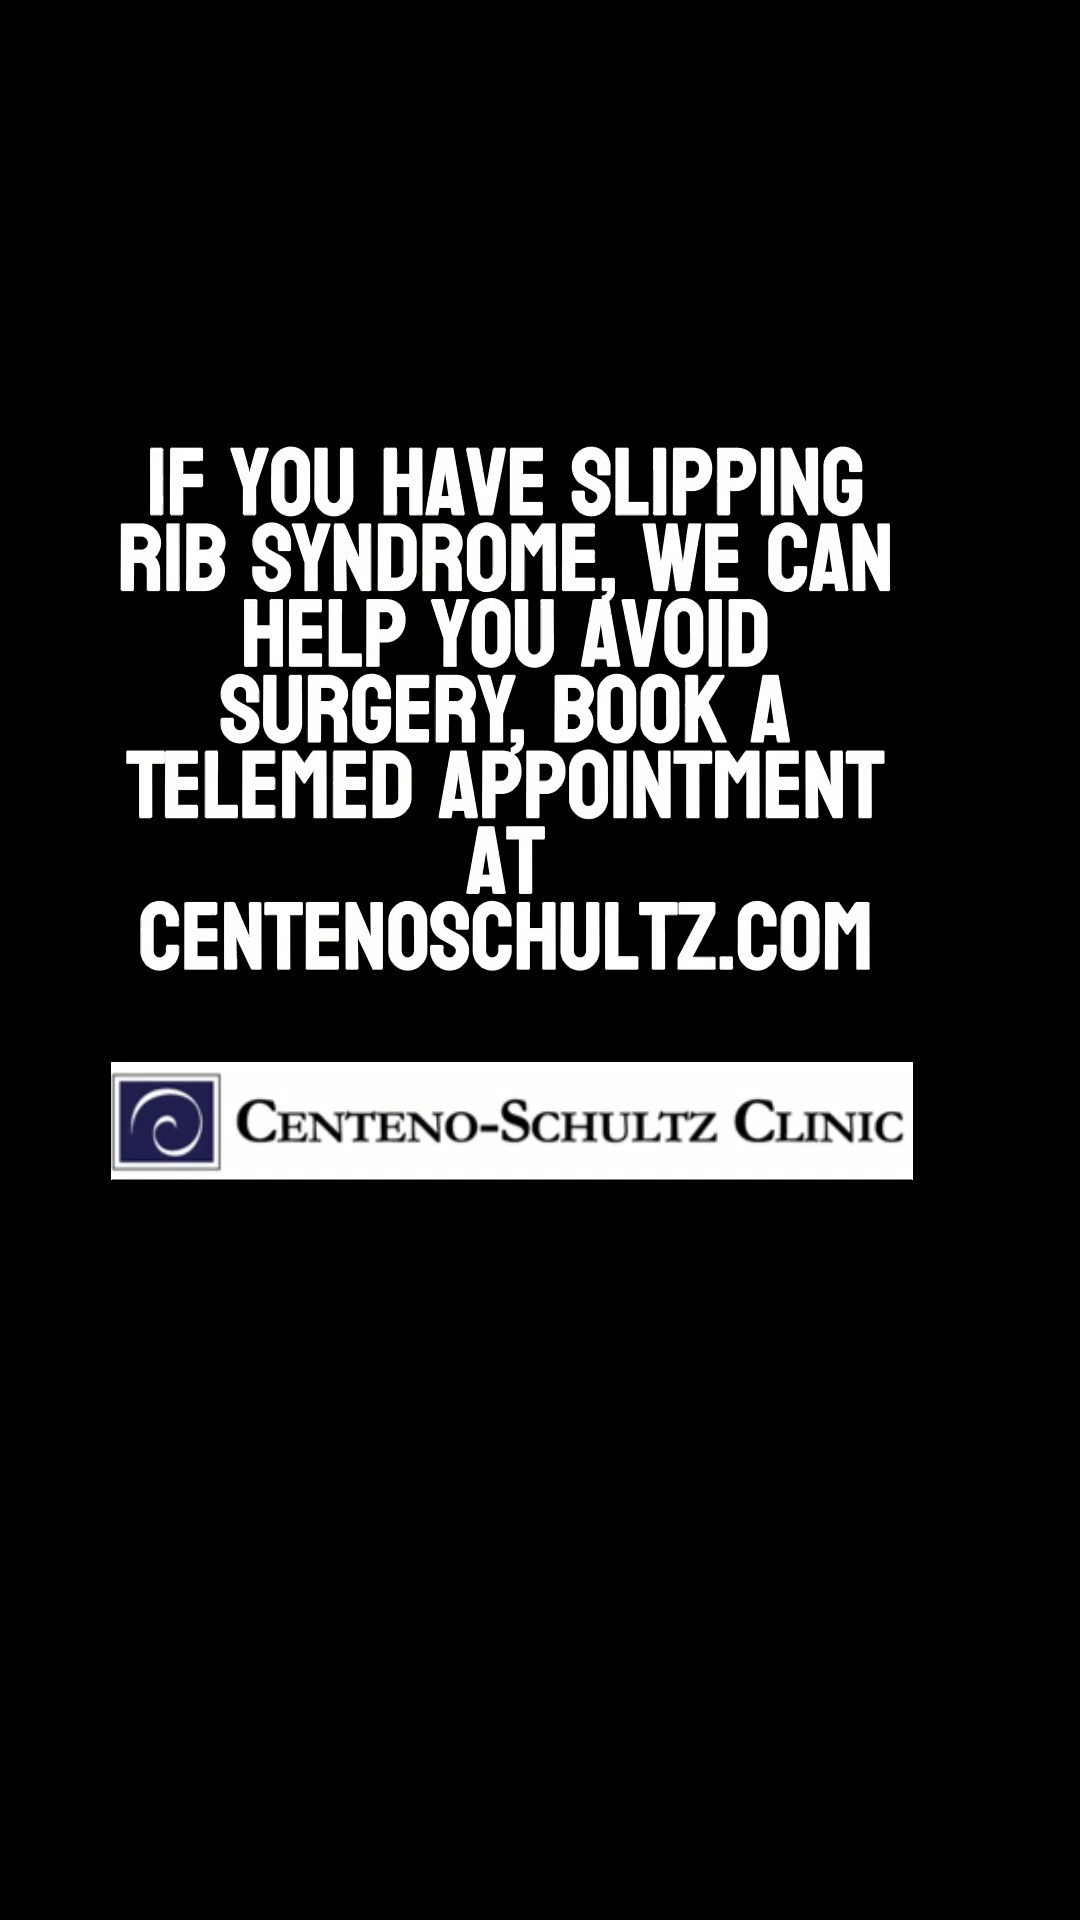 IF YOU HAVE SLIPPING
RIB SYNDROME, WE CAN
HELP YOU AVOID
SURGERY, BOOK A
TELEMED APPOINTMENT
AT
CENTENOSCHULTZ.COM
CENTENO-SCHULTZ CLINIC